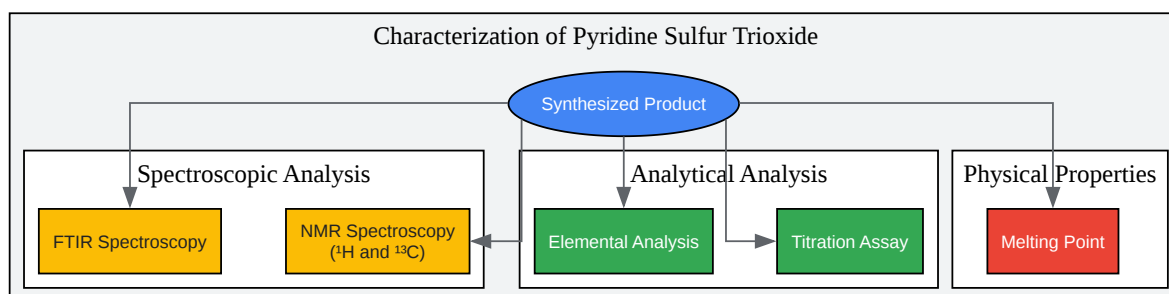 Characterization of Pyridine Sulfur Trioxide
Synthesized Product
Spectroscopic Analysis
Analytical Analysis
Physical Properties
FTIR Spectroscopy
NMR Spectroscopy
(¹H and ¹³C)
Elemental Analysis
Titration Assay
Melting Point